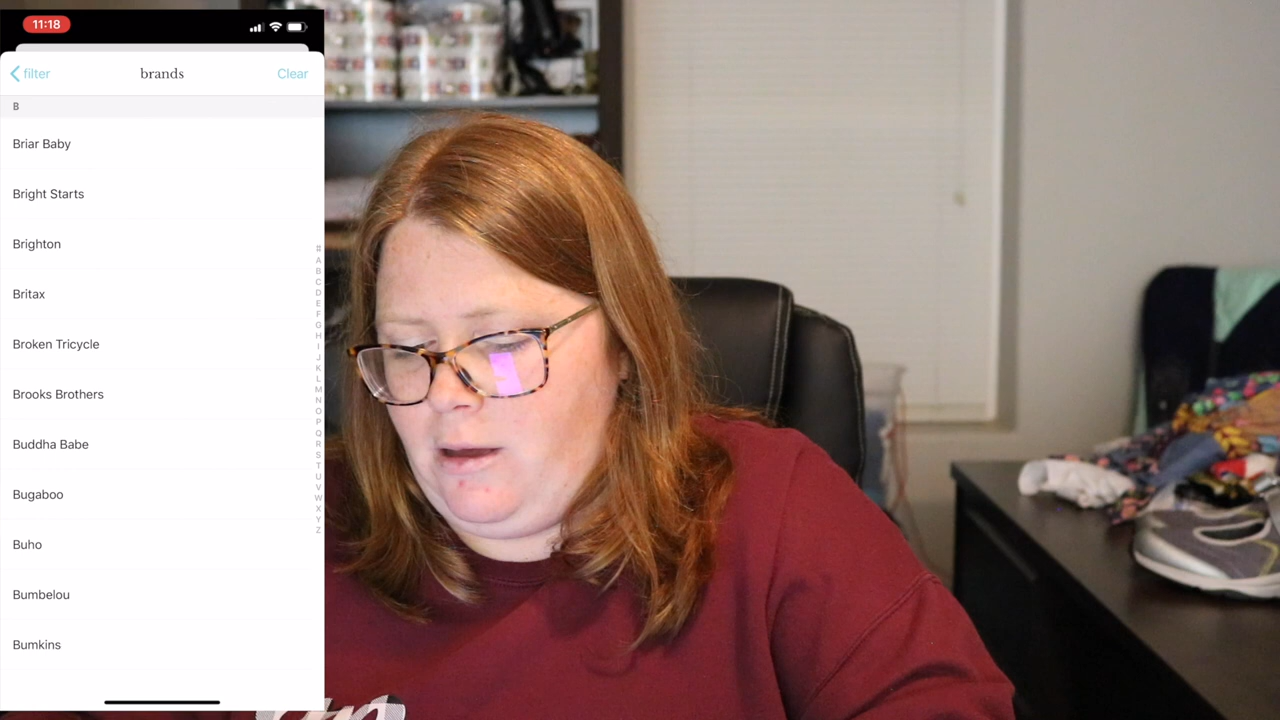 11:18
filter
brands
Clear
B
Briar Baby
Bright Starts
Brighton
Britax
Broken Tricycle
Brooks Brothers
Buddha Babe
Bugaboo
Buho
Bumbelou
Bumkins
#
A
B
C
D
E
F
G
H
I
J
K
L
M
N
O
P
Q
R
S
T
U
V
W
X
Y
Z